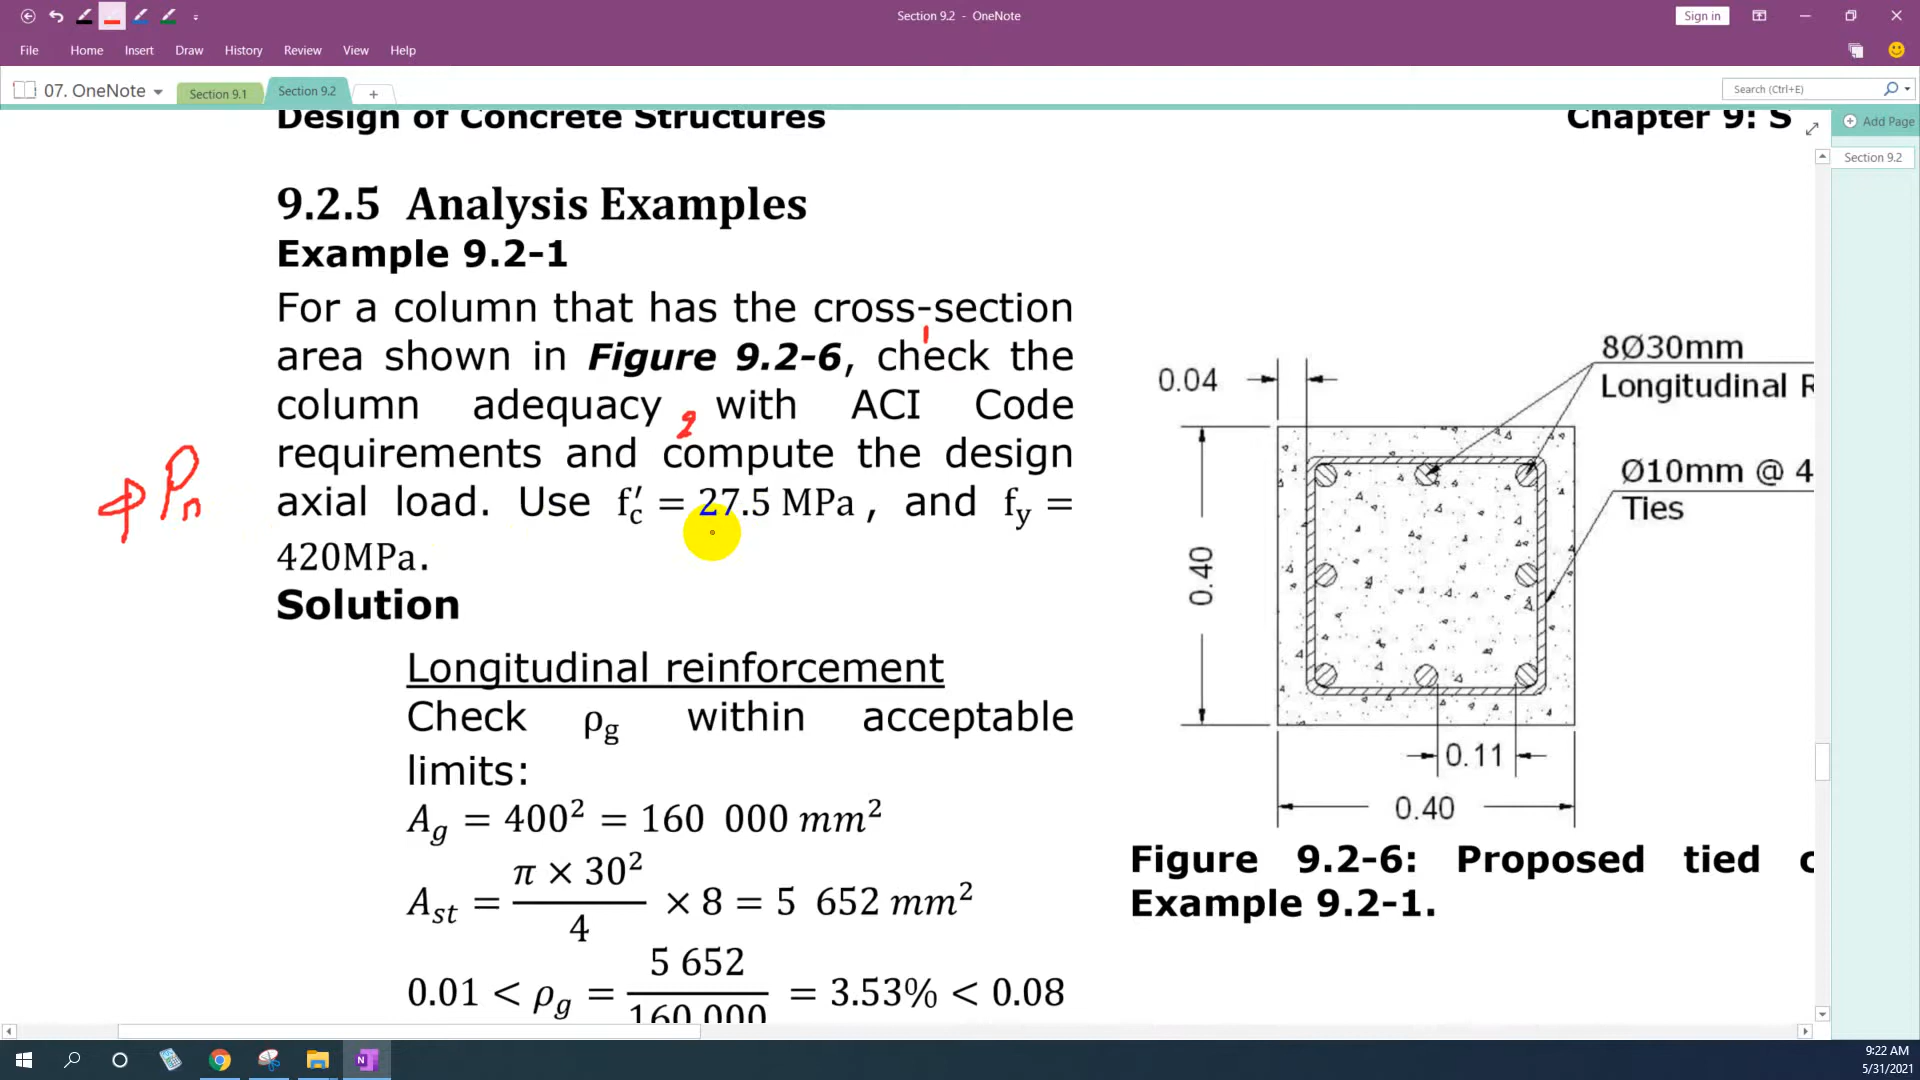 Section 9.2 - OneNote
Sign in
File Home Insert Draw History Review View Help
07. OneNote
Section 9.1
Section 9.2
Search (Ctrl+E)
Add Page
Section 9.2
Design of Concrete Structures
Chapter 9: S
9.2.5 Analysis Examples
Example 9.2-1
For a column that has the cross-section
1
area shown in Figure 9.2-6, check the
column adequacy with ACI Code
2
requirements and compute the design
axial load. Use f′c = 27.5 MPa , and fy =
420MPa.
ϕPn
Solution
Longitudinal reinforcement
Check ρg within acceptable
limits:
Ag = 400² = 160 000 mm²
Ast = π × 30² / 4 × 8 = 5 652 mm²
0.01 < ρg = 5 652 / 160 000 = 3.53% < 0.08
8Ø30mm
Longitudinal R
0.04
Ø10mm @ 4
Ties
0.40
0.11
0.40
Figure 9.2-6: Proposed tied c
Example 9.2-1.
9:22 AM
5/31/2021